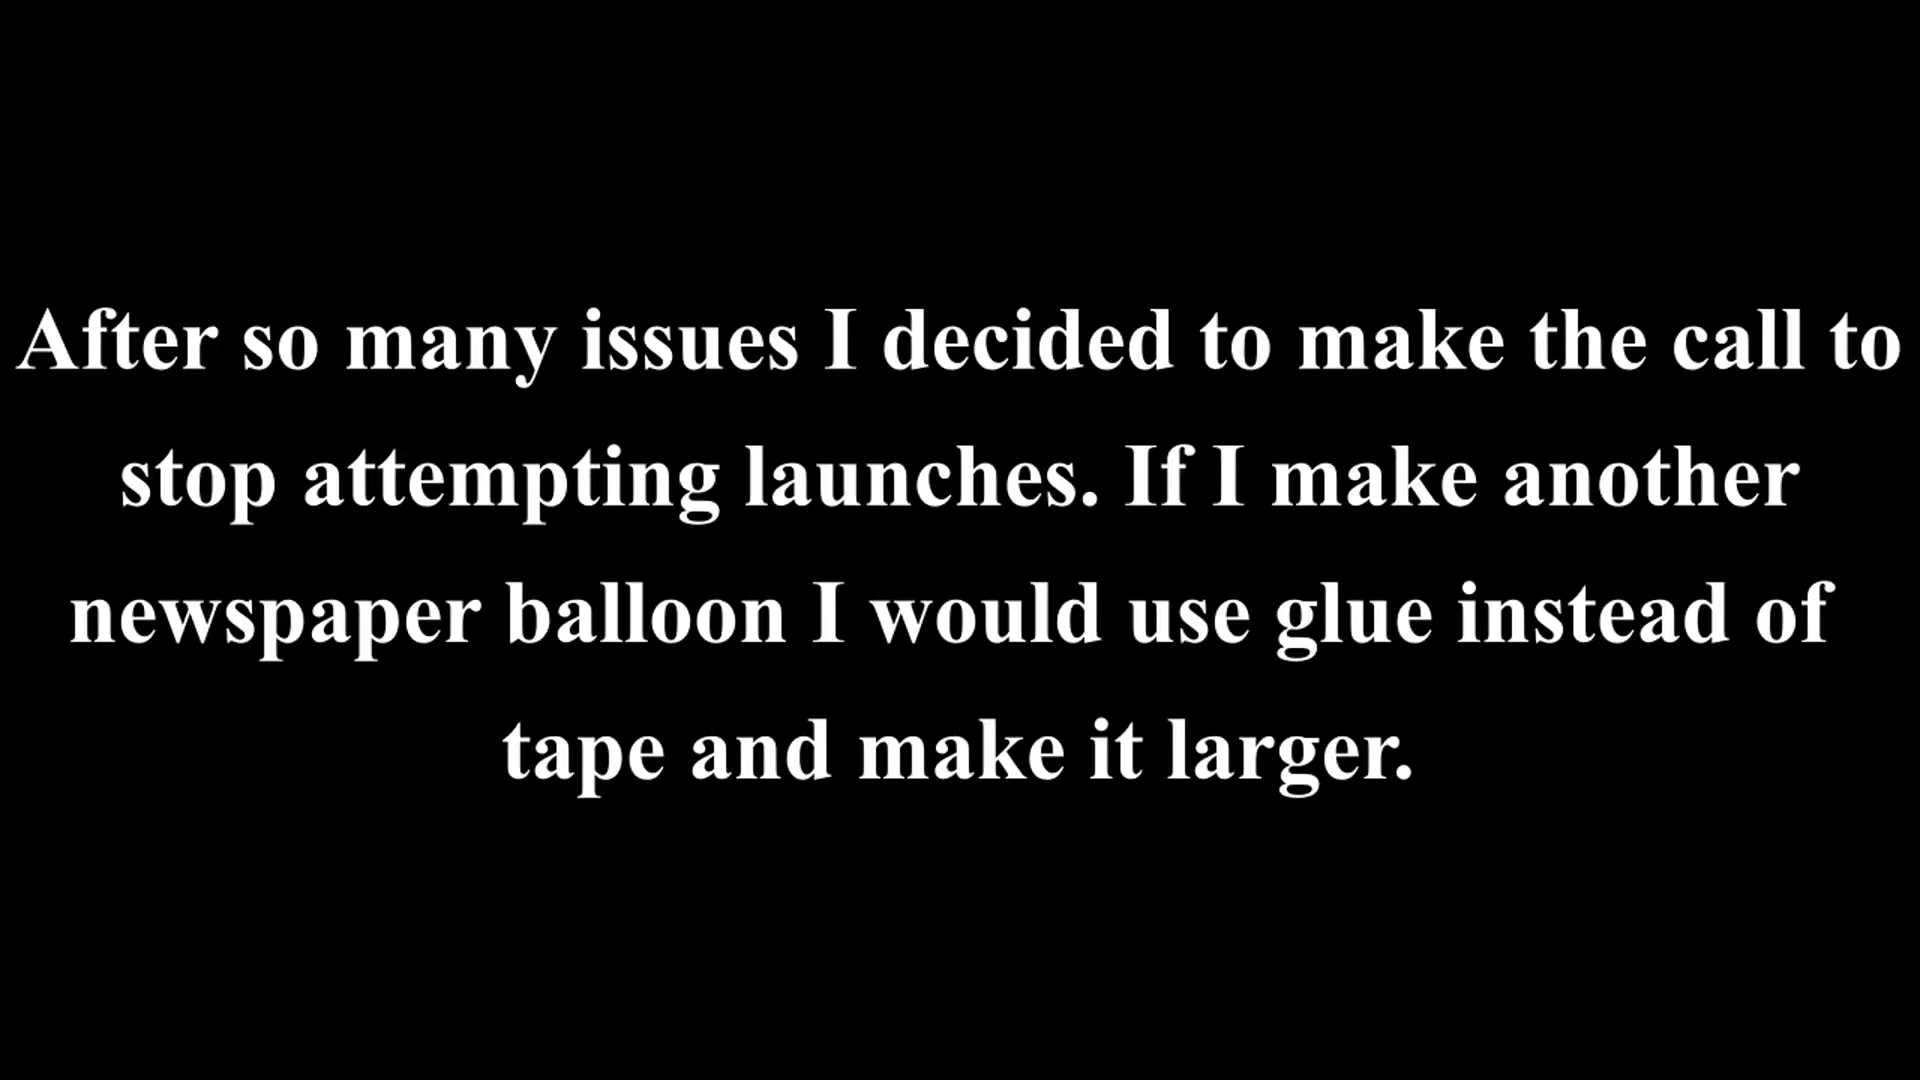 After so many issues I decided to make the call to
stop attempting launches. If I make another
newspaper balloon I would use glue instead of
tape and make it larger.